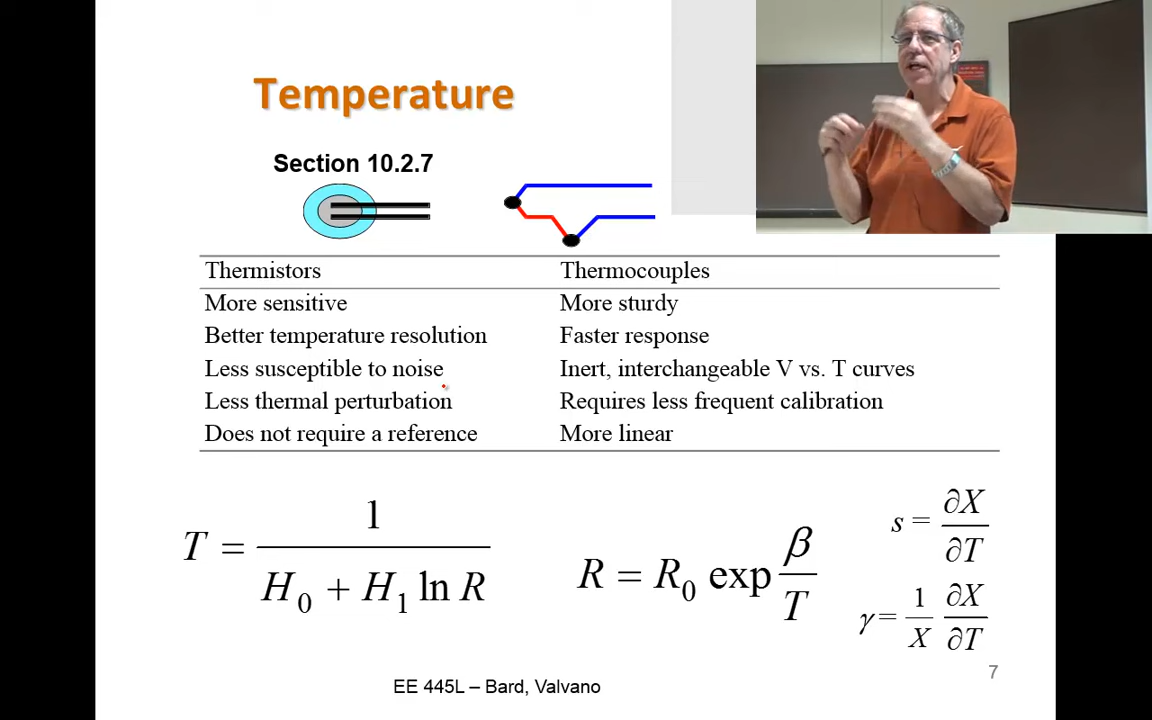 Temperature
Section 10.2.7
Thermistors Thermocouples
More sensitive More sturdy
Better temperature resolution Faster response
Less susceptible to noise Inert, interchangeable V vs. T curves
Less thermal perturbation Requires less frequent calibration
Does not require a reference More linear
T = 1 / (H₀ + H₁ ln R)
R = R₀ exp β/T
s = ∂X/∂T
γ = 1/X ∂X/∂T
7
EE 445L – Bard, Valvano